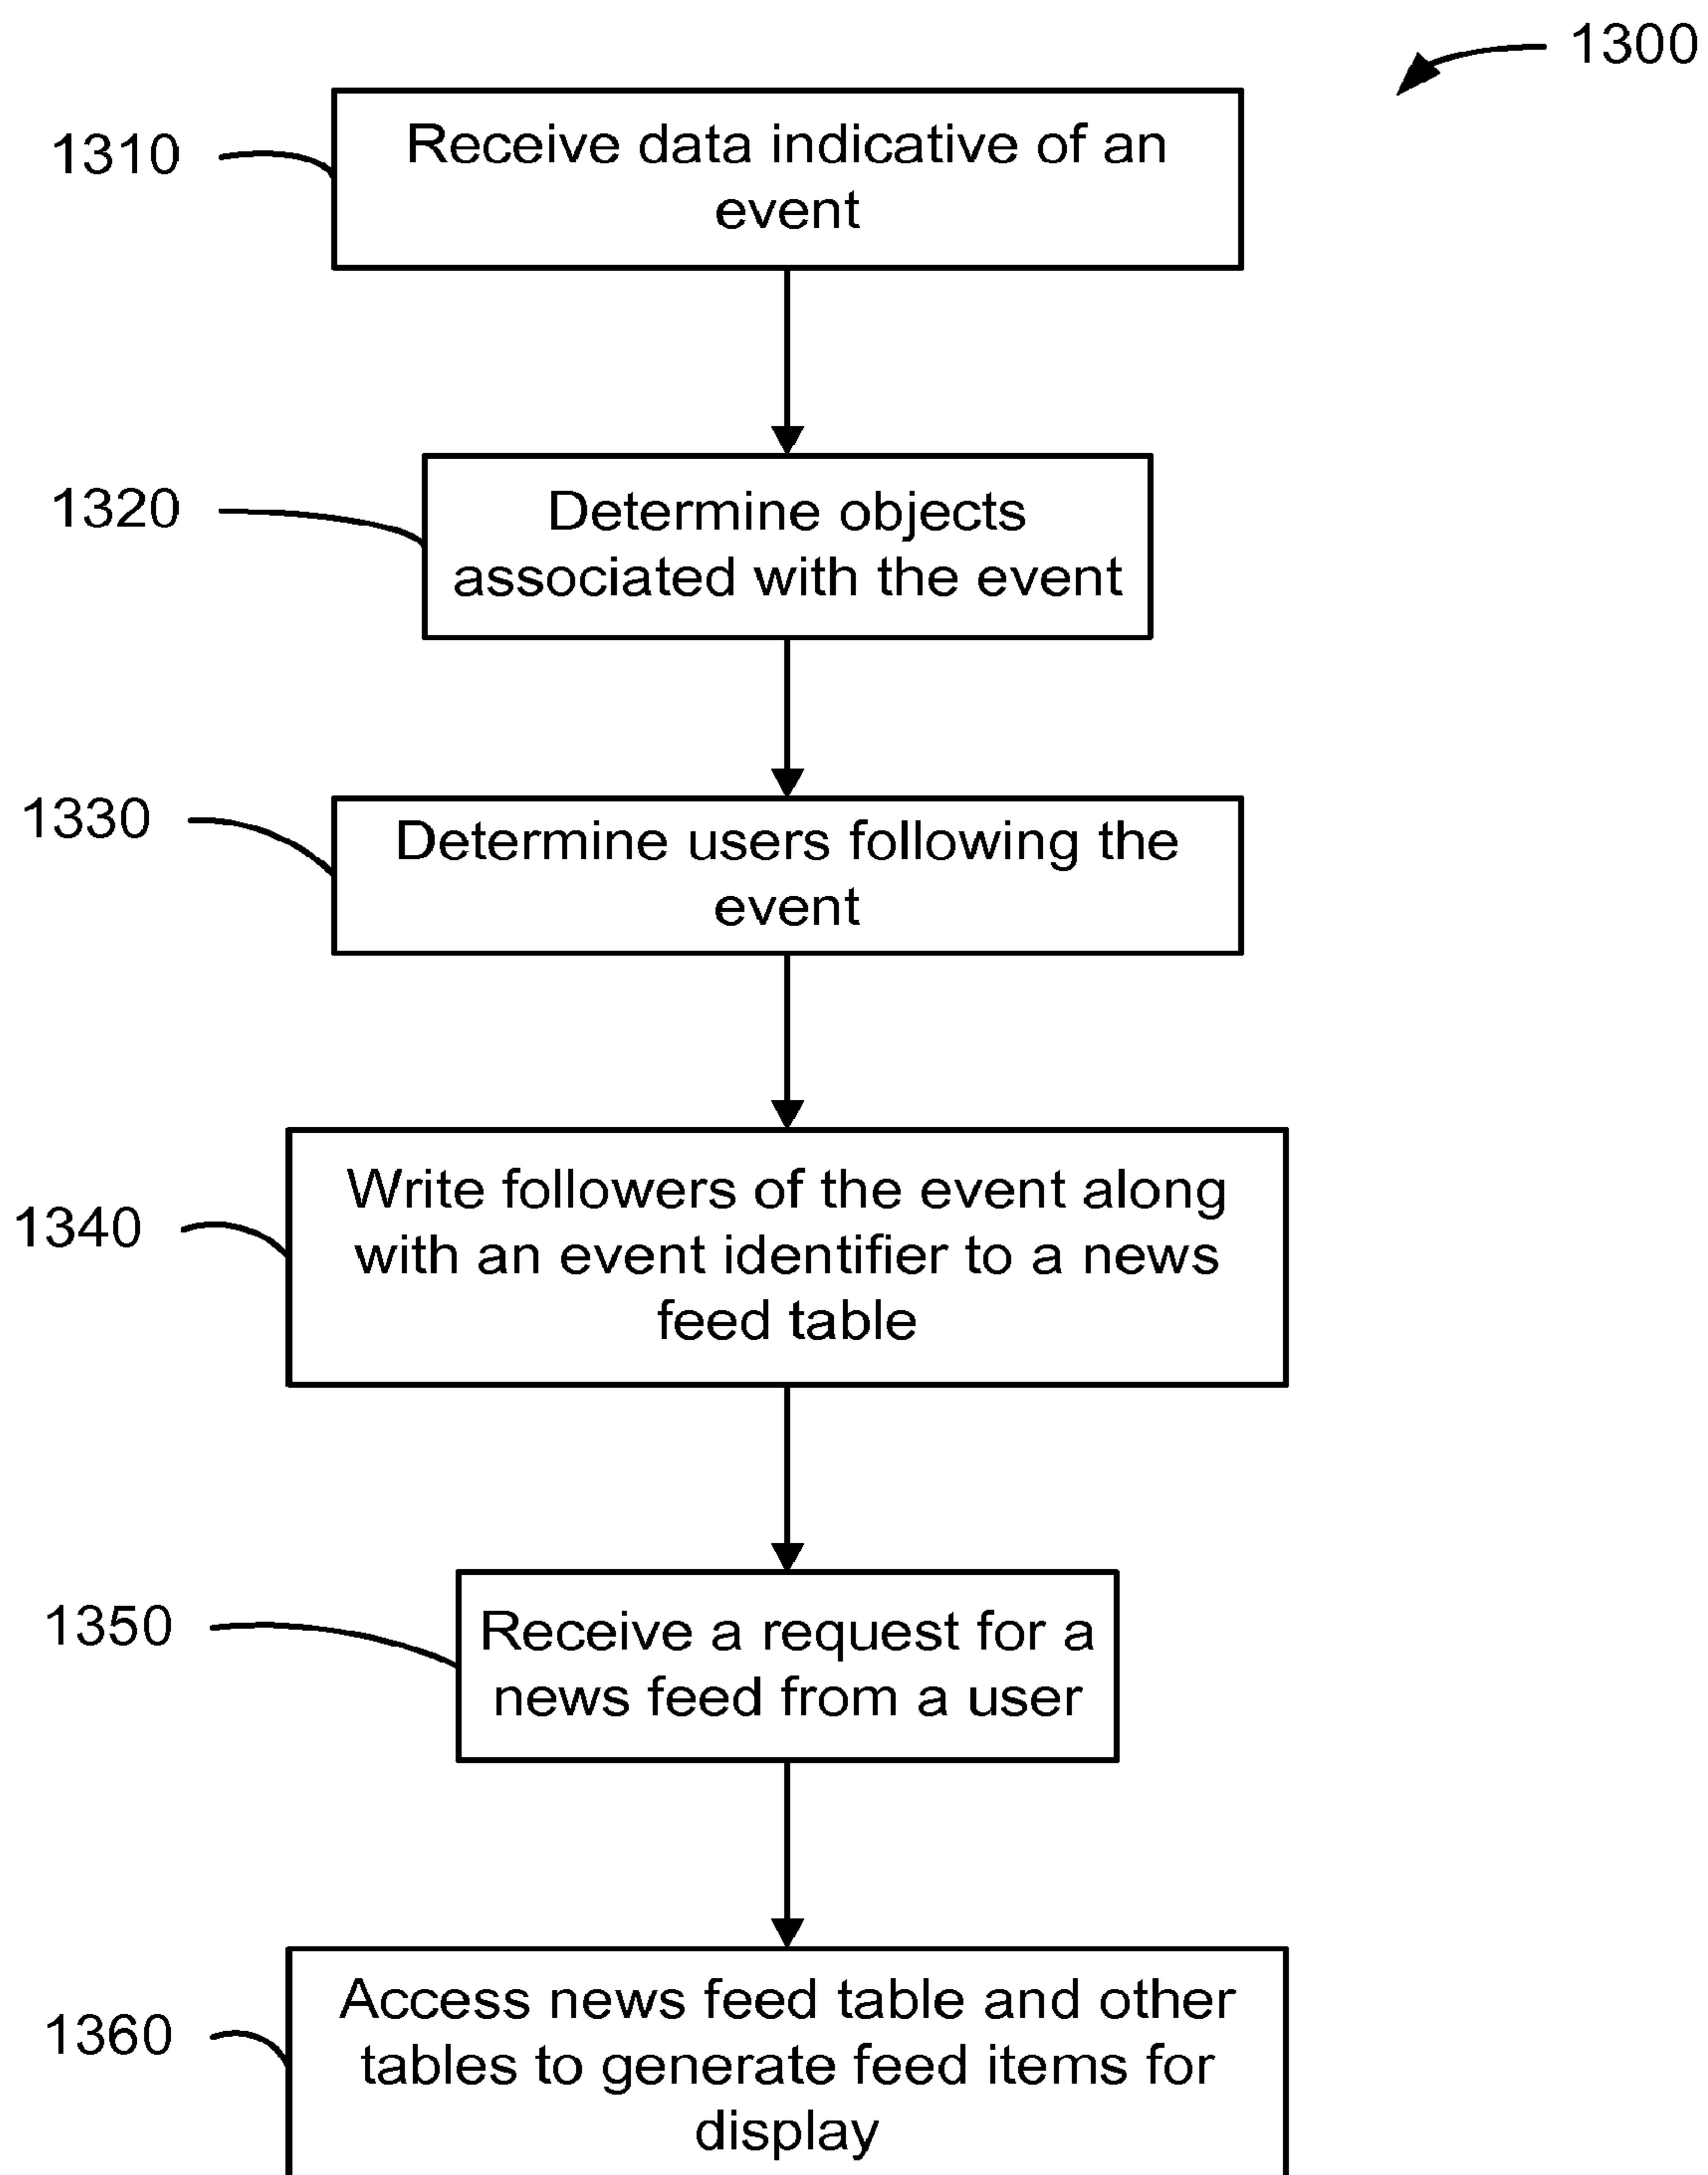 1300
1310
Receive data indicative of an
event
1320
Determine objects
associated with the event
1330
Determine users following the
event
1340
Write followers of the event along
with an event identifier to a news
feed table
1350
Receive a request for a
news feed from a user
1360
Access news feed table and other
tables to generate feed items for
display